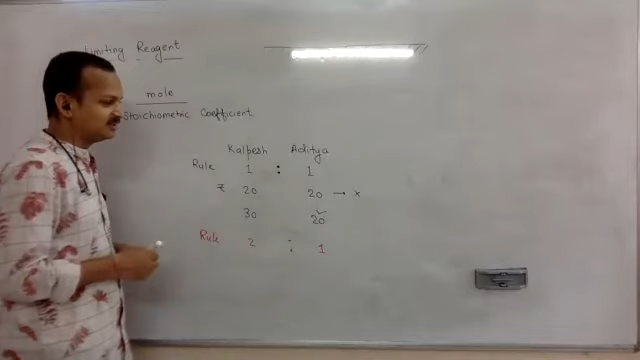 Limiting Reagent
mole
Stoichiometric Coefficient
Kalpesh Aditya
Rule 1 : 1
₹ 20 20 → x
30 20 ✓
Rule 2 : 1